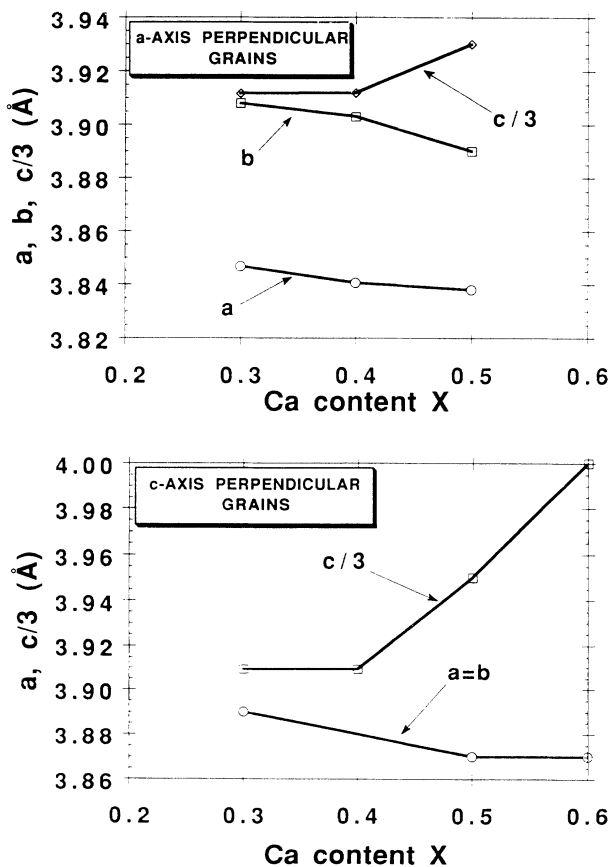 3.94
3.92
3.90
3.88
3.86
3.84
3.82
a, b, c/3 (Å)
a-AXIS PERPENDICULAR
GRAINS
c / 3
b
a
0.2 0.3 0.4 0.5 0.6
Ca content X
4.00
3.98
3.96
3.94
3.92
3.90
3.88
3.86
a, c/3 (Å)
c-AXIS PERPENDICULAR
GRAINS
c / 3
a=b
0.2 0.3 0.4 0.5 0.6
Ca content X